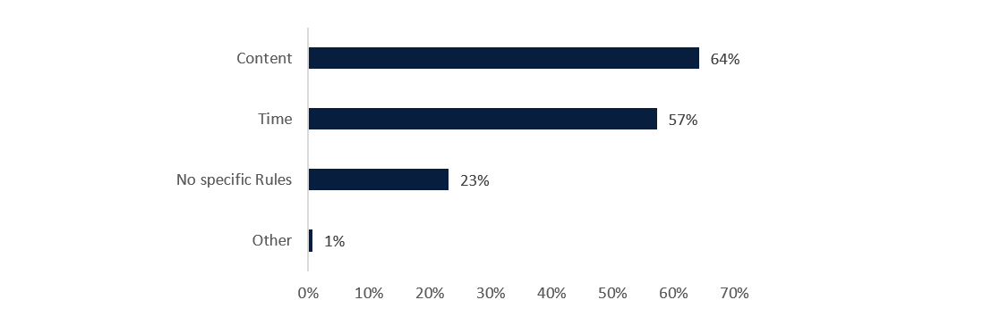 Content 64%
Time 57%
No specific Rules 23%
Other 1%
0% 10% 20% 30% 40% 50% 60% 70%